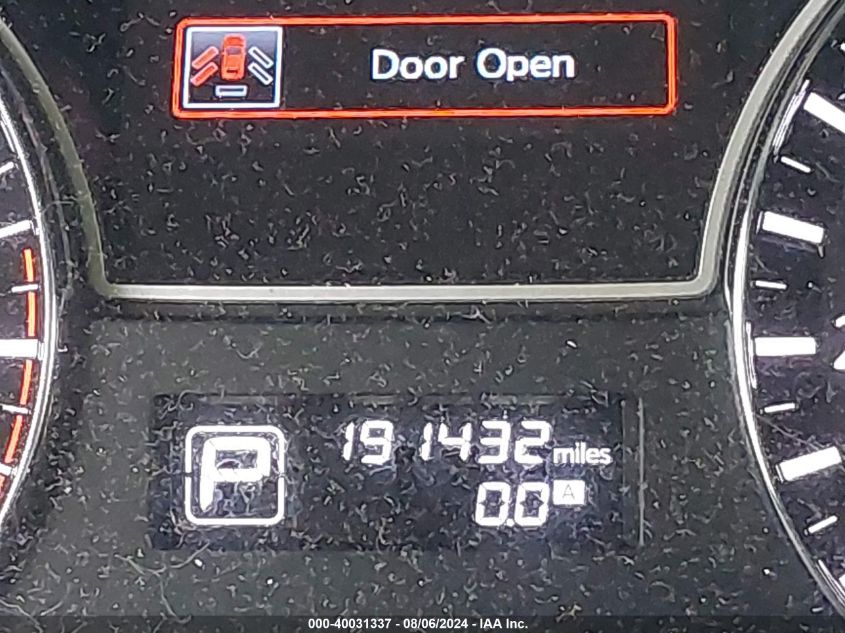 Door Open
P
191432 miles
0.0 A
000-40031337 - 08/06/2024 - IAA Inc.